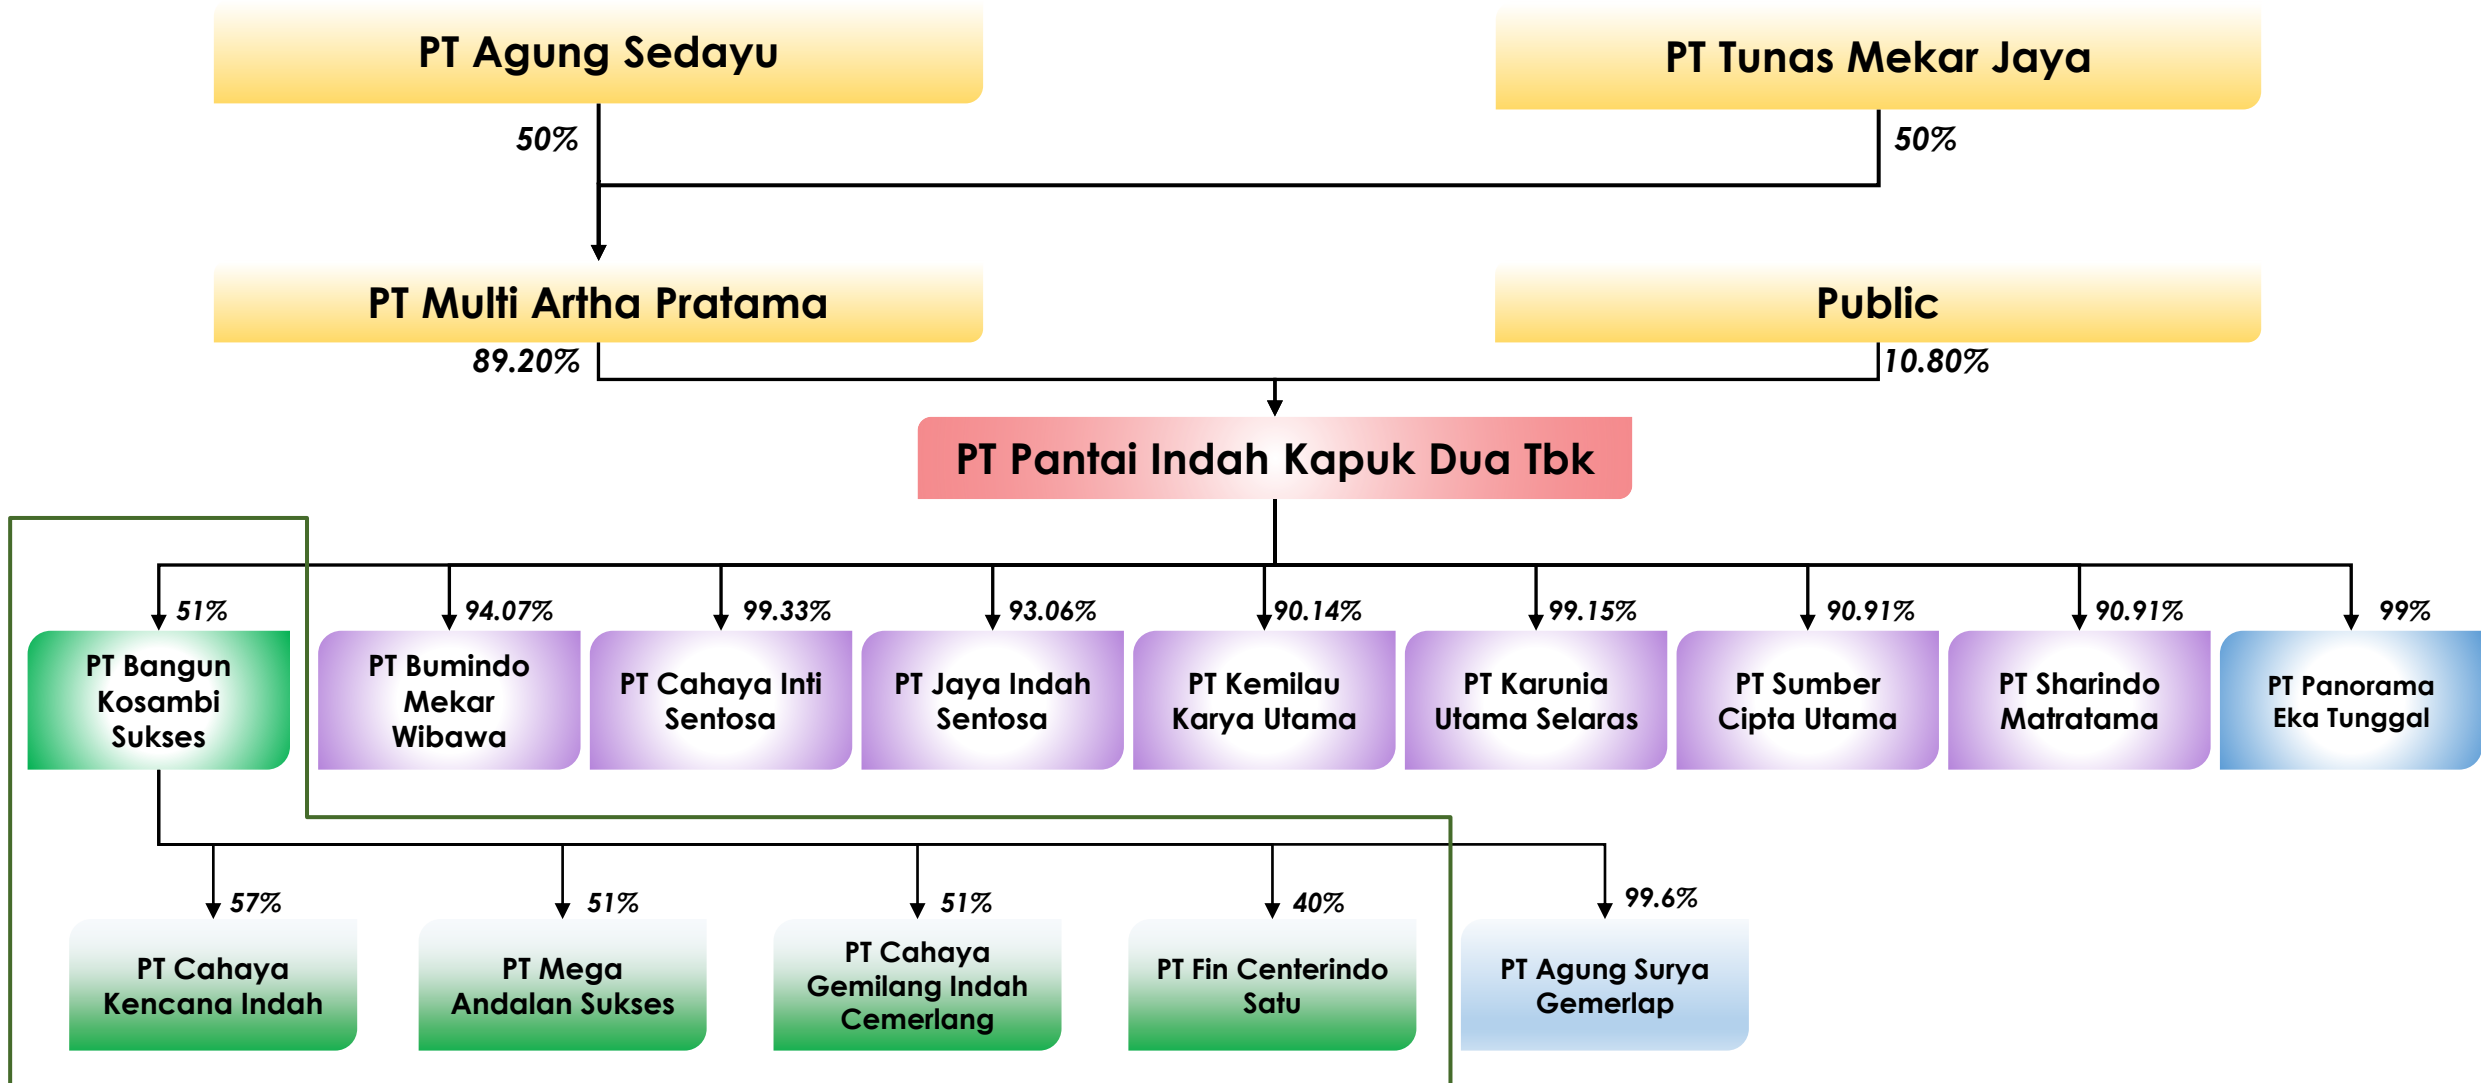 PT Agung Sedayu
PT Tunas Mekar Jaya
50%
50%
PT Multi Artha Pratama
Public
89.20%
10.80%
PT Pantai Indah Kapuk Dua Tbk
51%
94.07%
99.33%
93.06%
90.14%
99.15%
90.91%
90.91%
99%
PT Bangun
Kosambi
Sukses
PT Bumindo
Mekar
Wibawa
PT Cahaya Inti
Sentosa
PT Jaya Indah
Sentosa
PT Kemilau
Karya Utama
PT Karunia
Utama Selaras
PT Sumber
Cipta Utama
PT Sharindo
Matratama
PT Panorama
Eka Tunggal
57%
51%
51%
40%
99.6%
PT Cahaya
Kencana Indah
PT Mega
Andalan Sukses
PT Cahaya
Gemilang Indah
Cemerlang
PT Fin Centerindo
Satu
PT Agung Surya
Gemerlap